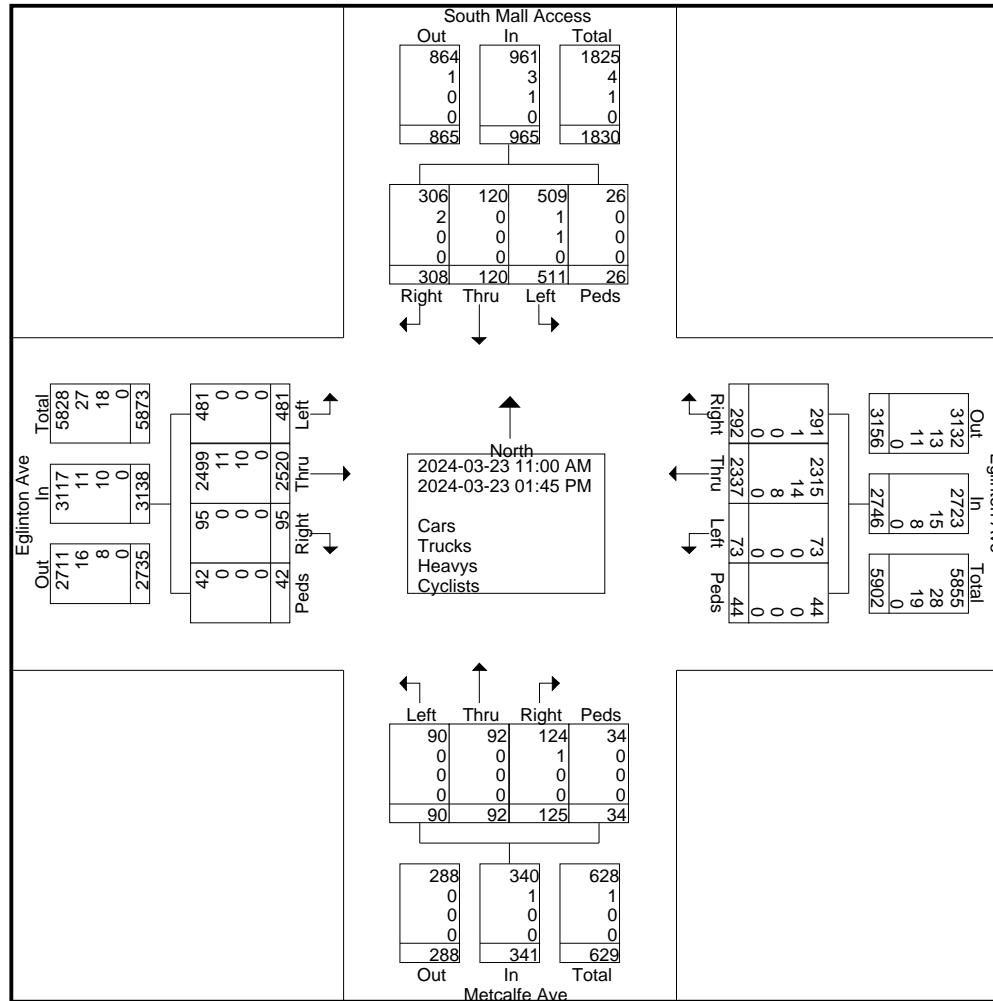 South Mall Access
Out In Total
864 961 1825
1 3 4
0 1 1
0 0 0
865 965 1830
306 120 509 26
2 0 1 0
0 0 1 0
0 0 0 0
308 120 511 26
Right Thru Left Peds
Eglinton Ave
Total
5828 27 18 0 5873
In
3117 11 10 0 3138
Out
2711 16 8 0 2735
Left
481 0 0 0 481
Thru
2499 11 10 0 2520
Right
95 0 0 0 95
Peds
42 0 0 0 42
North
2024-03-23 11:00 AM
2024-03-23 01:45 PM
Cars
Trucks
Heavys
Cyclists
Right
291 1 0 0 292
Thru
2315 14 8 0 2337
Left
73 0 0 0 73
Peds
44 0 0 0 44
Out
3132 13 11 0 3156
In
2723 15 8 0 2746
Total
5855 28 19 0 5902
Left Thru Right Peds
90 92 124 34
0 0 1 0
0 0 0 0
0 0 0 0
90 92 125 34
288 340 628
0 1 1
0 0 0
0 0 0
288 341 629
Out In Total
Metcalfe Ave